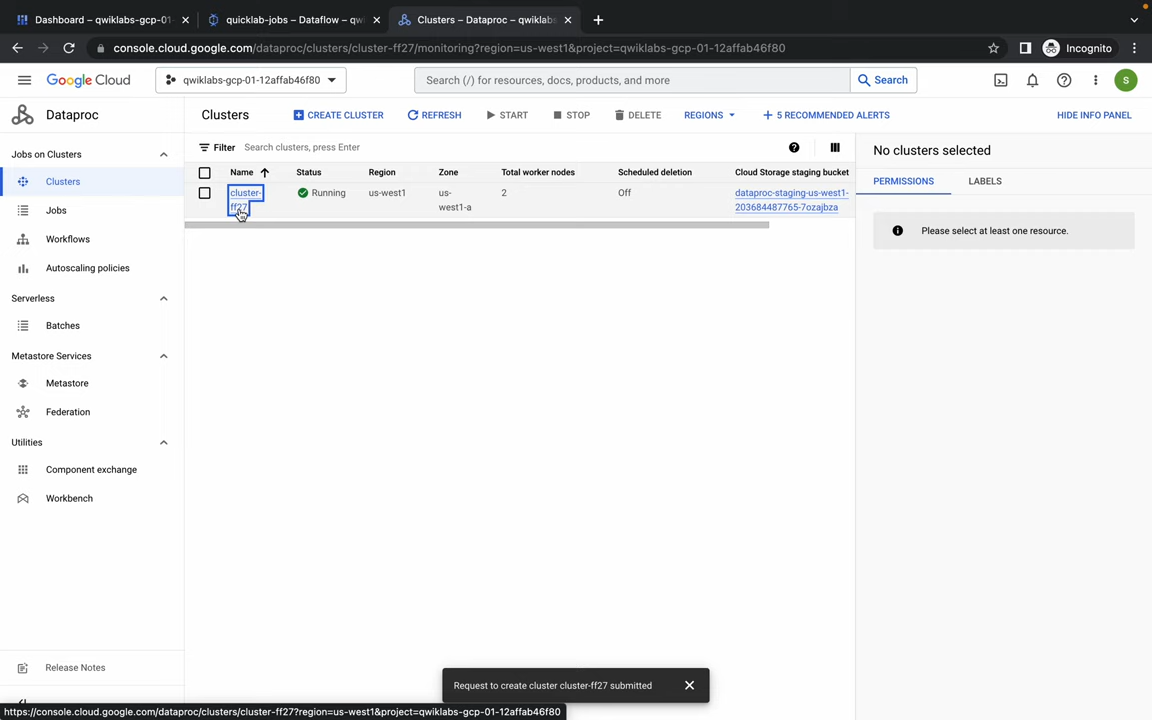 Dashboard – qwiklabs-gcp-01-
quicklab-jobs – Dataflow – qwi
Clusters – Dataproc – qwiklabs-
console.cloud.google.com/dataproc/clusters/cluster-ff27/monitoring?region=us-west1&project=qwiklabs-gcp-01-12affab46f80
Incognito
Google Cloud
qwiklabs-gcp-01-12affab46f80
Search (/) for resources, docs, products, and more
Search
S
Dataproc
Clusters
CREATE CLUSTER
REFRESH
START
STOP
DELETE
REGIONS
5 RECOMMENDED ALERTS
HIDE INFO PANEL
Jobs on Clusters
Clusters
Jobs
Workflows
Autoscaling policies
Serverless
Batches
Metastore Services
Metastore
Federation
Utilities
Component exchange
Workbench
Release Notes
Filter
Search clusters, press Enter
Name
Status
Region
Zone
Total worker nodes
Scheduled deletion
Cloud Storage staging bucket
cluster-
ff27
Running
us-west1
us-
west1-a
2
Off
dataproc-staging-us-west1-
203684487765-7ozajbza
No clusters selected
PERMISSIONS
LABELS
Please select at least one resource.
Request to create cluster cluster-ff27 submitted
https://console.cloud.google.com/dataproc/clusters/cluster-ff27?region=us-west1&project=qwiklabs-gcp-01-12affab46f80